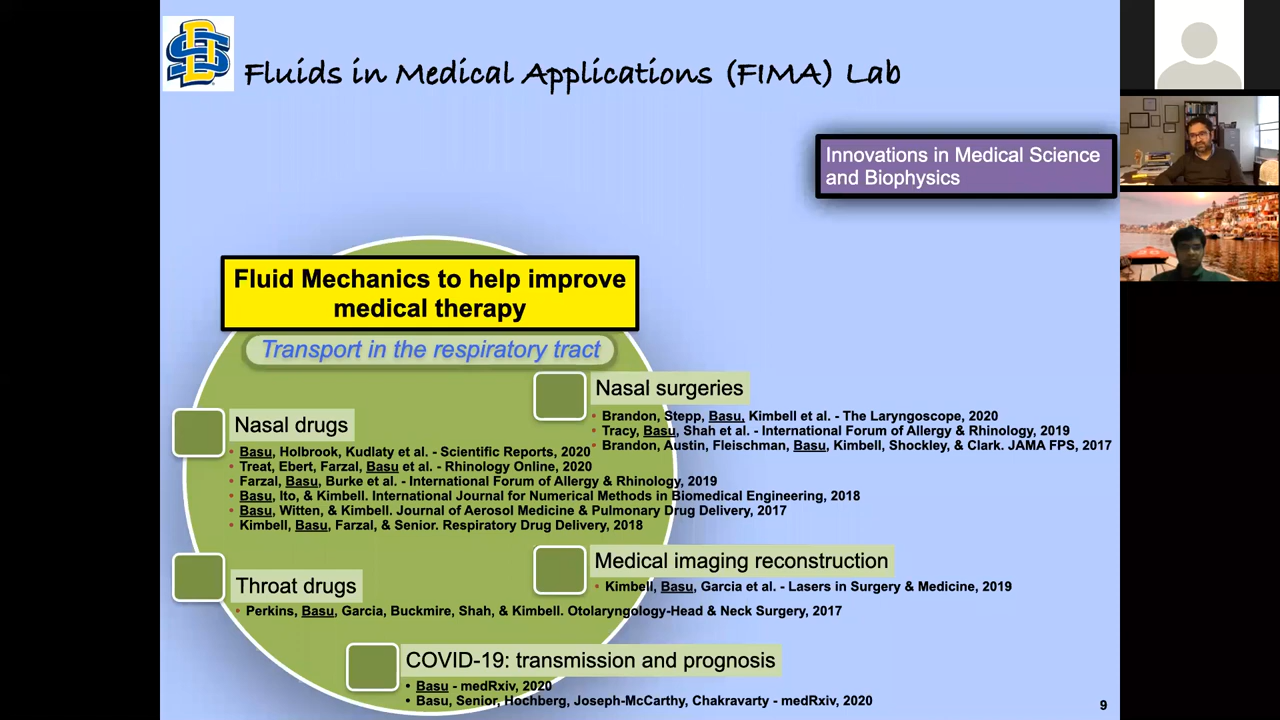 Fluids in Medical Applications (FIMA) Lab
Innovations in Medical Science
and Biophysics
Fluid Mechanics to help improve
medical therapy
Transport in the respiratory tract
Nasal surgeries
• Brandon, Stepp, Basu, Kimbell et al. - The Laryngoscope, 2020
• Tracy, Basu, Shah et al. - International Forum of Allergy & Rhinology, 2019
• Brandon, Austin, Fleischman, Basu, Kimbell, Shockley, & Clark. JAMA FPS, 2017
Nasal drugs
• Basu, Holbrook, Kudlaty et al. - Scientific Reports, 2020
• Treat, Ebert, Farzal, Basu et al. - Rhinology Online, 2020
• Farzal, Basu, Burke et al. - International Forum of Allergy & Rhinology, 2019
• Basu, Ito, & Kimbell. International Journal for Numerical Methods in Biomedical Engineering, 2018
• Basu, Witten, & Kimbell. Journal of Aerosol Medicine & Pulmonary Drug Delivery, 2017
• Kimbell, Basu, Farzal, & Senior. Respiratory Drug Delivery, 2018
Medical imaging reconstruction
• Kimbell, Basu, Garcia et al. - Lasers in Surgery & Medicine, 2019
Throat drugs
• Perkins, Basu, Garcia, Buckmire, Shah, & Kimbell. Otolaryngology-Head & Neck Surgery, 2017
COVID-19: transmission and prognosis
• Basu - medRxiv, 2020
• Basu, Senior, Hochberg, Joseph-McCarthy, Chakravarty - medRxiv, 2020
9